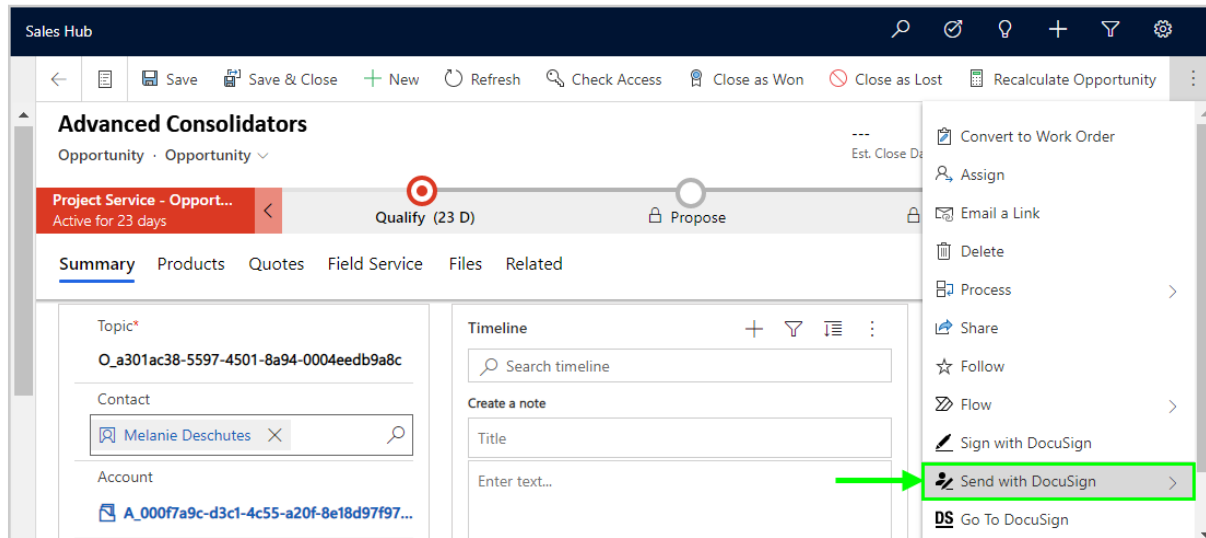 Sales Hub
Save
Save & Close
New
Refresh
Check Access
Close as Won
Close as Lost
Recalculate Opportunity
Advanced Consolidators
Opportunity · Opportunity
---
Est. Close Da
Project Service - Opport...
Active for 23 days
Qualify (23 D)
Propose
Summary Products Quotes Field Service Files Related
Topic*
O_a301ac38-5597-4501-8a94-0004eedb9a8c
Contact
Melanie Deschutes
Account
A_000f7a9c-d3c1-4c55-a20f-8e18d97f97...
Timeline
Search timeline
Create a note
Title
Enter text...
Convert to Work Order
Assign
Email a Link
Delete
Process
Share
Follow
Flow
Sign with DocuSign
Send with DocuSign
DS Go To DocuSign